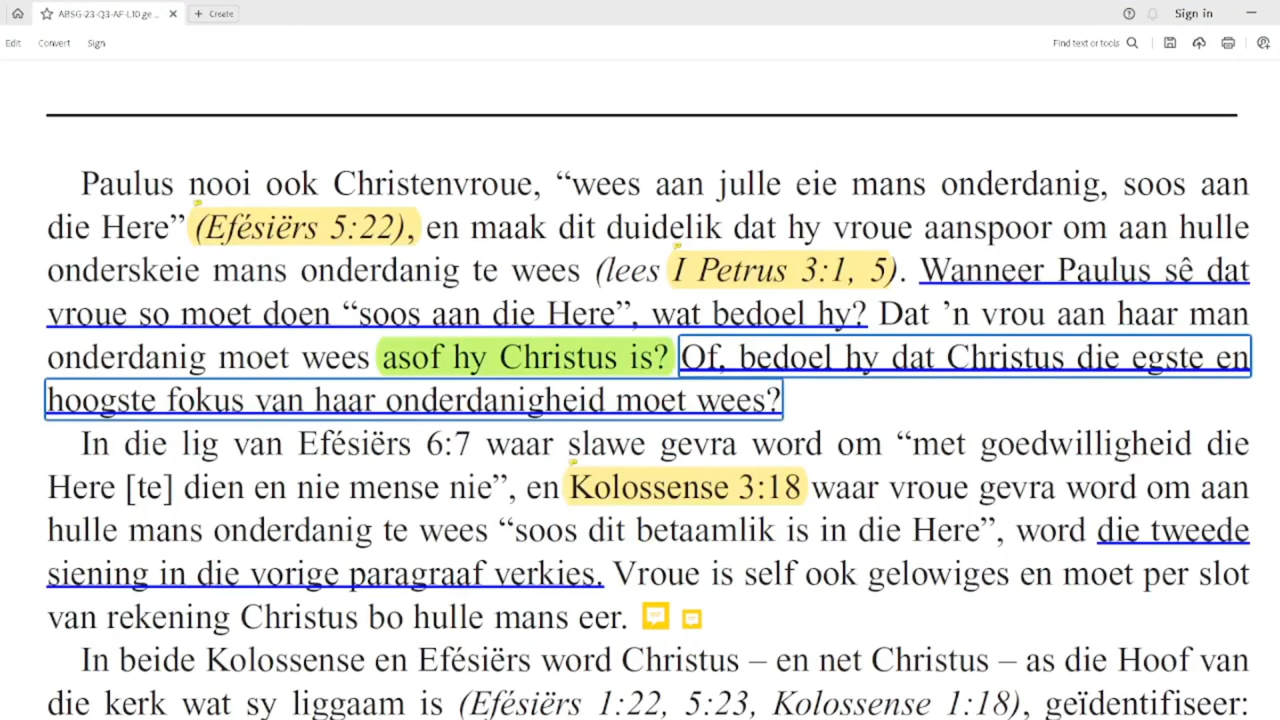 ABSG-23-Q3-AF-L10 ge ...
Create
Sign in
Edit Convert Sign
Find text or tools
Paulus nooi ook Christenvroue, “wees aan julle eie mans onderdanig, soos aan
die Here” (Efésiërs 5:22), en maak dit duidelik dat hy vroue aanspoor om aan hulle
onderskeie mans onderdanig te wees (lees I Petrus 3:1, 5). Wanneer Paulus sê dat
vroue so moet doen “soos aan die Here”, wat bedoel hy? Dat ’n vrou aan haar man
onderdanig moet wees asof hy Christus is? Of, bedoel hy dat Christus die egste en
hoogste fokus van haar onderdanigheid moet wees?
In die lig van Efésiërs 6:7 waar slawe gevra word om “met goedwilligheid die
Here [te] dien en nie mense nie”, en Kolossense 3:18 waar vroue gevra word om aan
hulle mans onderdanig te wees “soos dit betaamlik is in die Here”, word die tweede
siening in die vorige paragraaf verkies. Vroue is self ook gelowiges en moet per slot
van rekening Christus bo hulle mans eer.
In beide Kolossense en Efésiërs word Christus – en net Christus – as die Hoof van
die kerk wat sy liggaam is (Efésiërs 1:22, 5:23, Kolossense 1:18), geïdentifiseer: